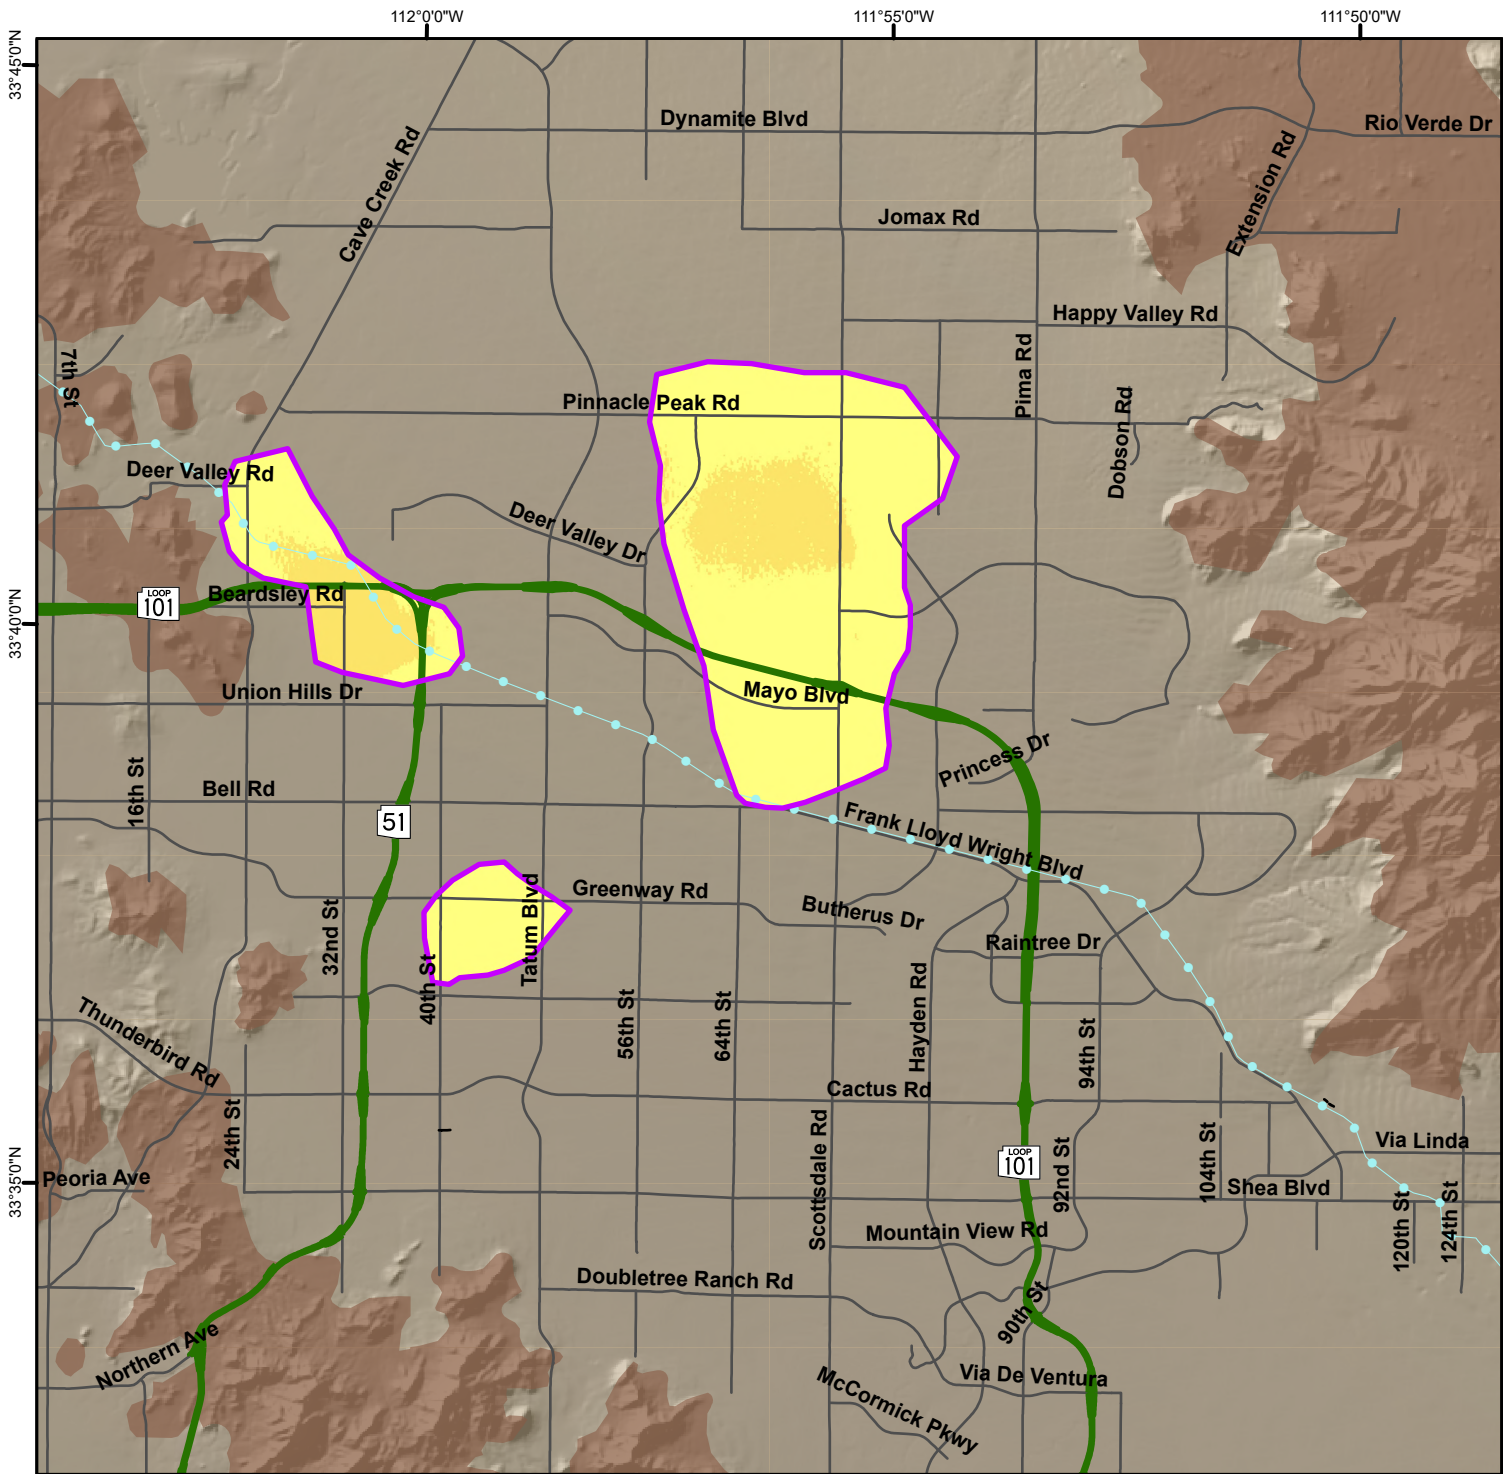 112°0'0"W
111°55'0"W
111°50'0"W
33°45'0"N
33°40'0"N
33°35'0"N
Dynamite Blvd
Rio Verde Dr
Cave Creek Rd
Extension Rd
Jomax Rd
Happy Valley Rd
7th St
Pima Rd
Pinnacle Peak Rd
Dobson Rd
Deer Valley Rd
Deer Valley Dr
LOOP
101
Beardsley Rd
Union Hills Dr
Mayo Blvd
Princess Dr
16th St
Bell Rd
51
Frank Lloyd Wright Blvd
Greenway Rd
Tatum Blvd
Butherus Dr
32nd St
40th St
Raintree Dr
Hayden Rd
56th St
64th St
94th St
Thunderbird Rd
Cactus Rd
24th St
Scottsdale Rd
Via Linda
LOOP
101
92nd St
104th St
Peoria Ave
Shea Blvd
120th St
124th St
Mountain View Rd
Doubletree Ranch Rd
90th St
Northern Ave
Via De Ventura
McCormick Pkwy